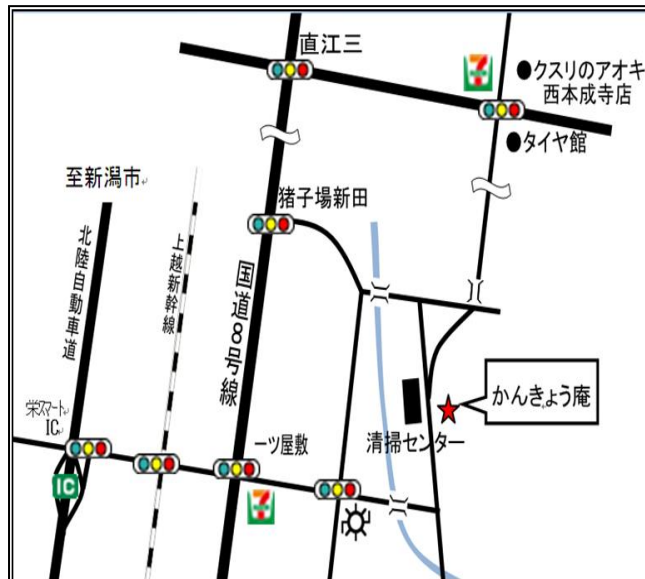 直江三
クスリのアオキ
西本成寺店
タイヤ館
至新潟市
猪子場新田
北陸自動車道
上越新幹線
国道8号線
かんきょう庵
栄スマート
IC
一ツ屋敷
清掃センター
IC